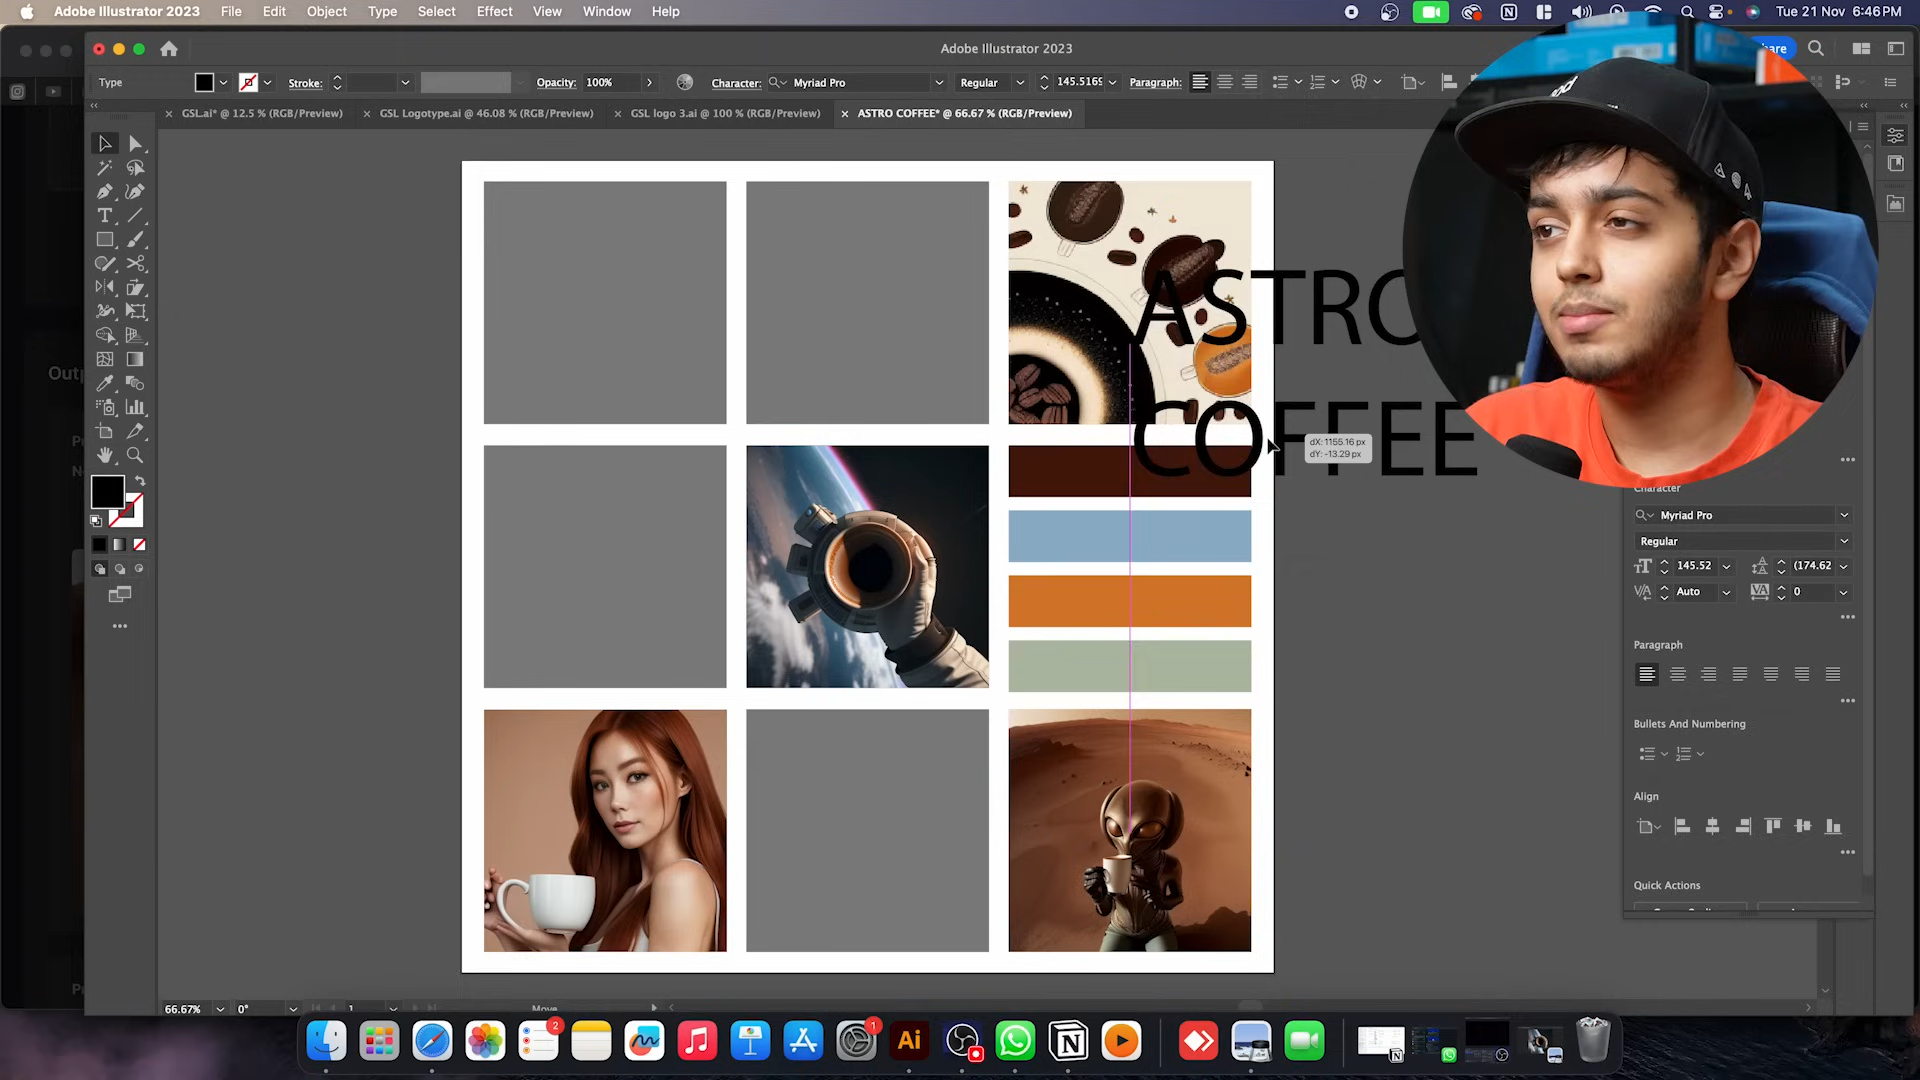 Adobe Illustrator 2023 File Edit Object Type Select Effect View Window Help
Tue 21 Nov 6:46 PM
Adobe Illustrator 2023
Type Stroke: Opacity: 100% Character: Myriad Pro Regular 145.516 Paragraph:
GSL.ai* @ 12.5 % (RGB/Preview)
GSL Logotype.ai @ 46.08 % (RGB/Preview)
GSL logo 3.ai @ 100 % (RGB/Preview)
ASTRO COFFEE* @ 66.67 % (RGB/Preview)
ASTRO
COFFEE
dX: 1155.16 px
dY: -13.29 px
Character
Myriad Pro
Regular
145.52 (174.62
Auto 0
Paragraph
Bullets And Numbering
Align
Quick Actions
66.67% 0° 1 Move
2
1
Ai